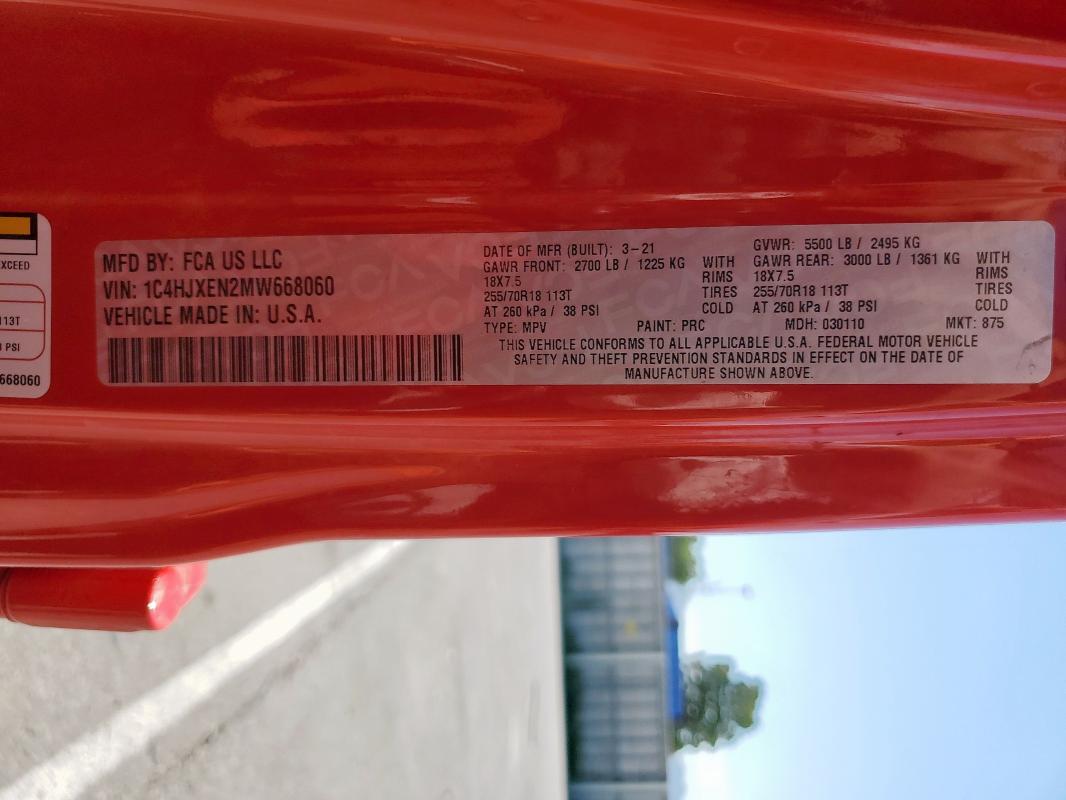 EXCEED
113T
PSI
668060
MFD BY: FCA US LLC
VIN: 1C4HJXEN2MW668060
VEHICLE MADE IN: U.S.A.
DATE OF MFR (BUILT): 3-21
GAWR FRONT: 2700 LB / 1225 KG WITH
18X7.5 RIMS
255/70R18 113T TIRES
AT 260 kPa / 38 PSI COLD
GVWR: 5500 LB / 2495 KG
GAWR REAR: 3000 LB / 1361 KG WITH
18X7.5 RIMS
255/70R18 113T TIRES
AT 260 kPa / 38 PSI COLD
TYPE: MPV PAINT: PRC MDH: 030110 MKT: 875
THIS VEHICLE CONFORMS TO ALL APPLICABLE U.S.A. FEDERAL MOTOR VEHICLE
SAFETY AND THEFT PREVENTION STANDARDS IN EFFECT ON THE DATE OF
MANUFACTURE SHOWN ABOVE.